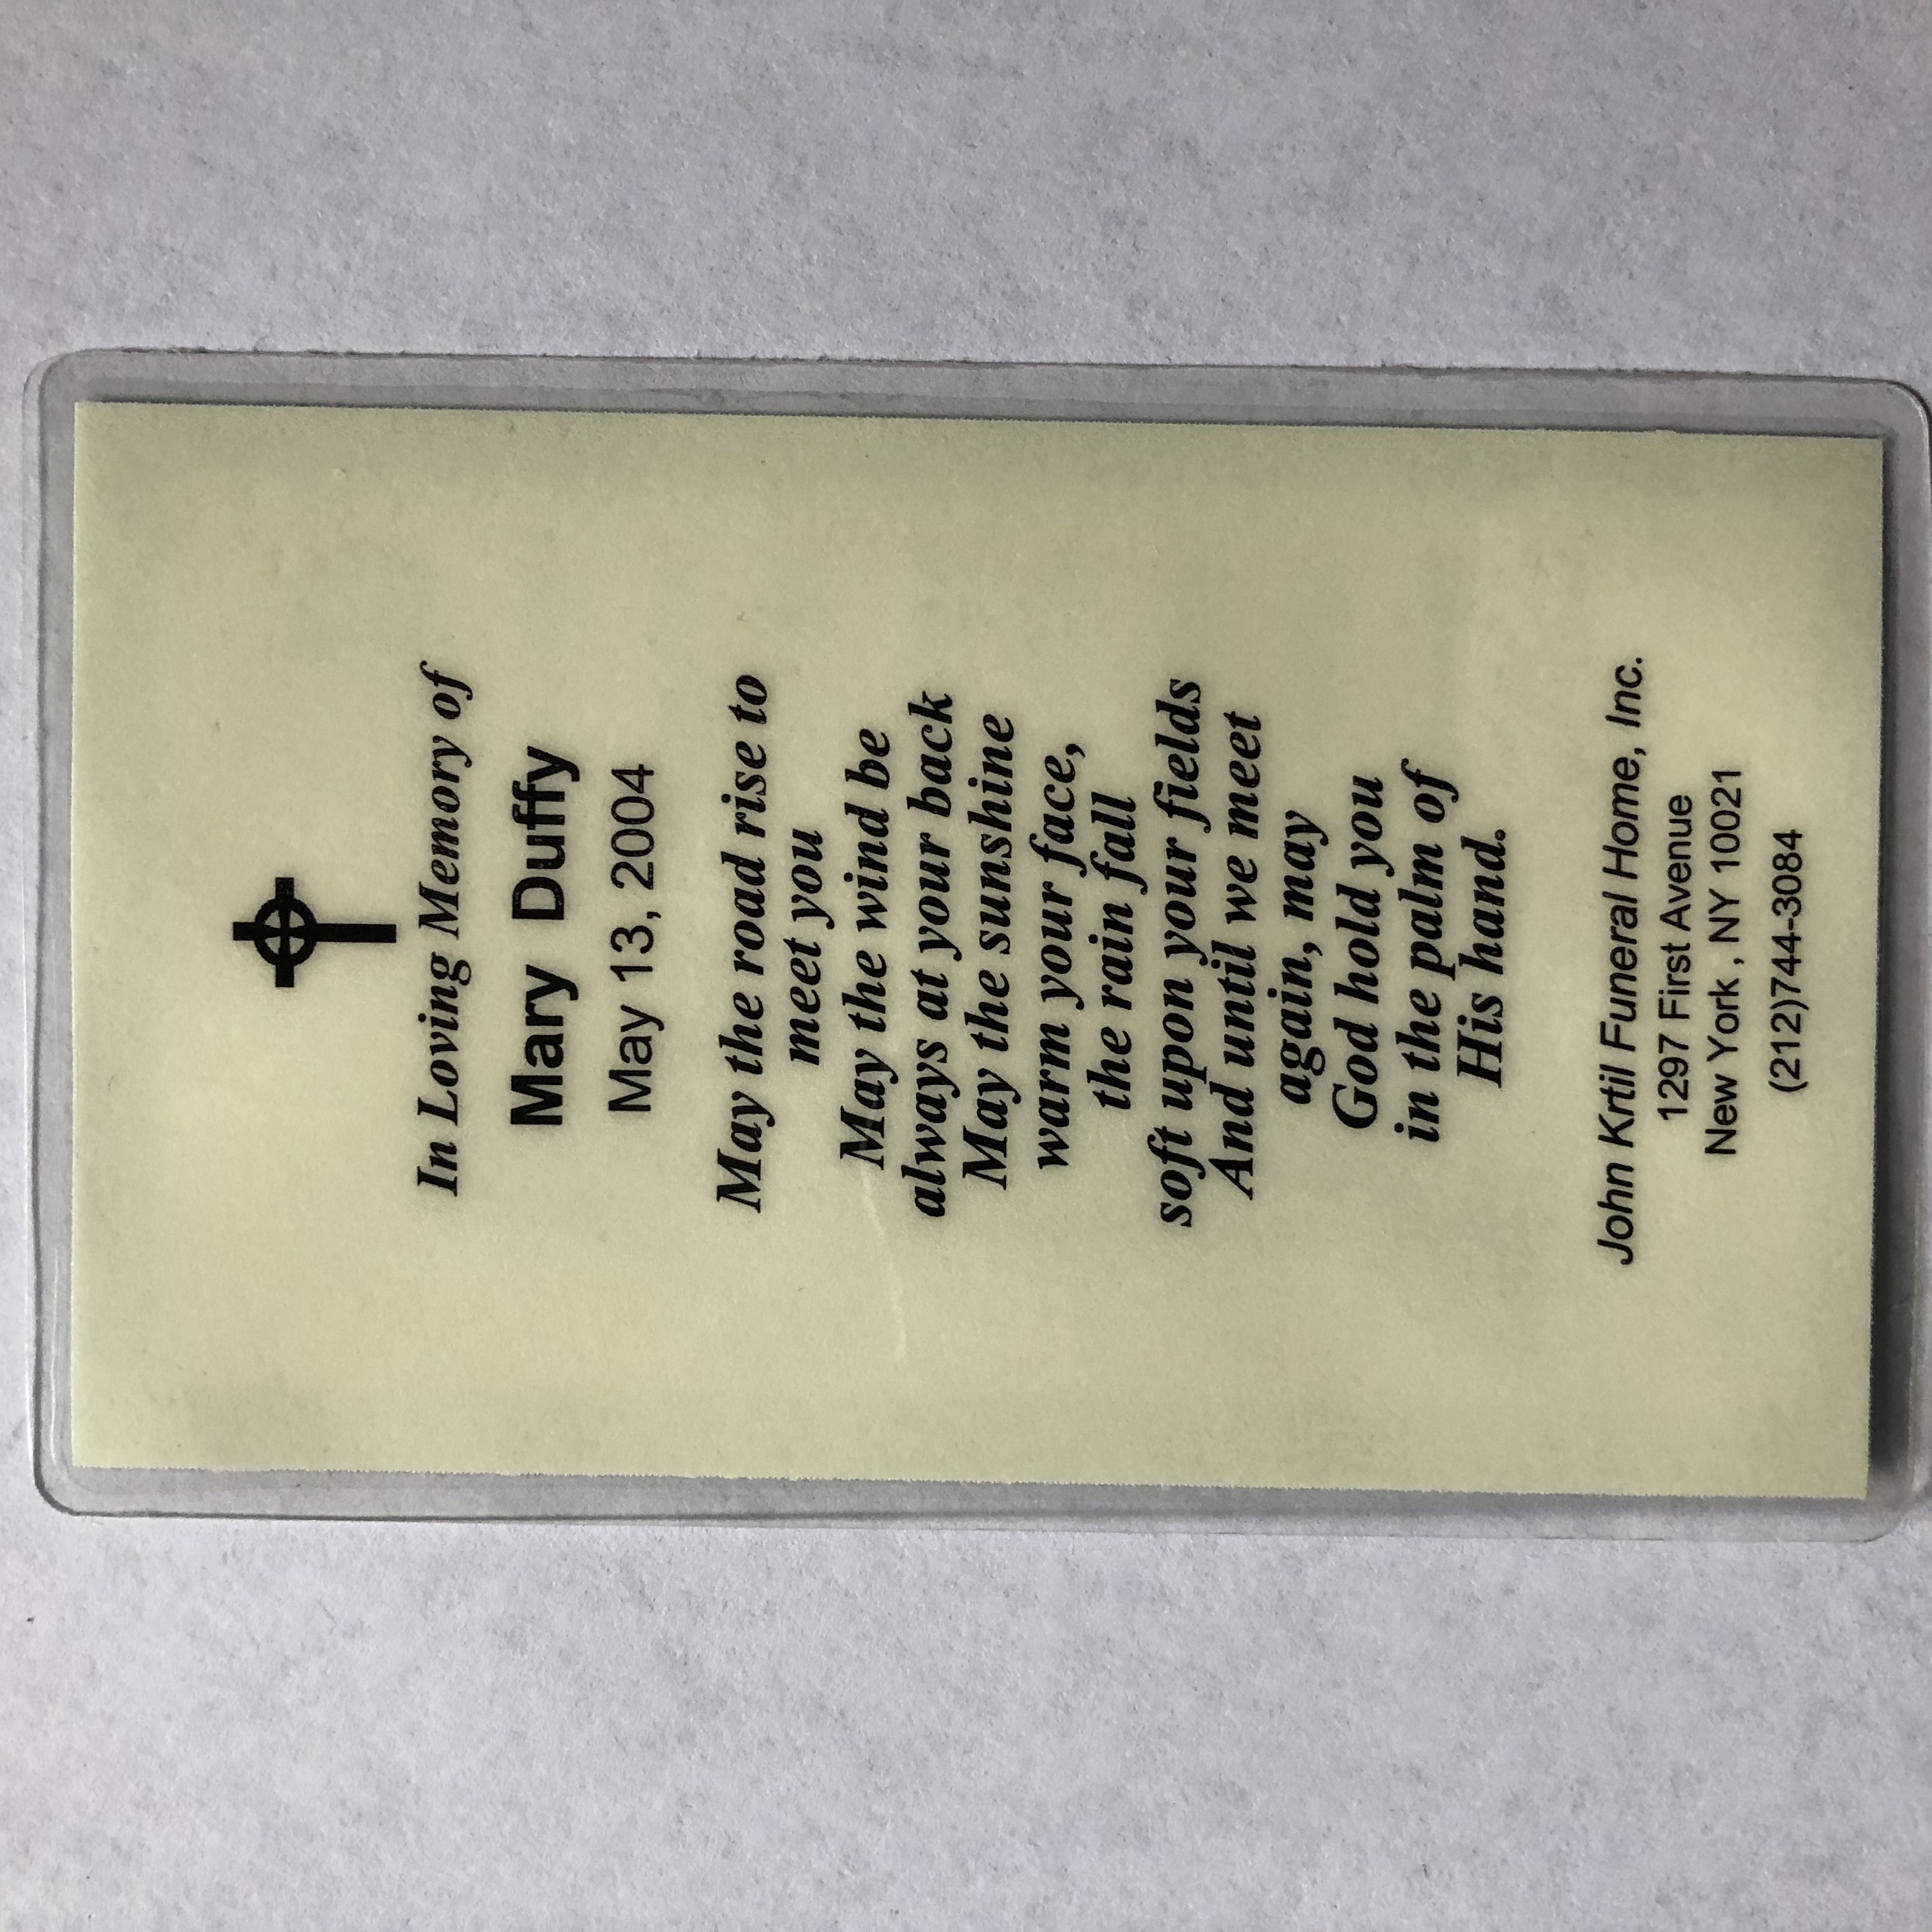 In Loving Memory of
Mary Duffy
May 13, 2004
May the road rise to
meet you
May the wind be
always at your back
May the sunshine
warm your face,
the rain fall
soft upon your fields
And until we meet
again, may
God hold you
in the palm of
His hand.
John Krtil Funeral Home, Inc.
1297 First Avenue
New York , NY 10021
(212)744-3084